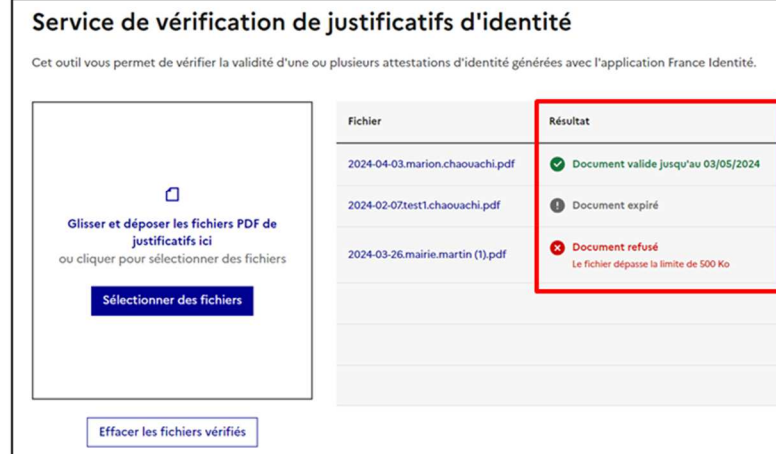 Service de vérification de justificatifs d'identité
Cet outil vous permet de vérifier la validité d'une ou plusieurs attestations d'identité générées avec l'application France Identité.
Glisser et déposer les fichiers PDF de
justificatifs ici
ou cliquer pour sélectionner des fichiers
Sélectionner des fichiers
Effacer les fichiers vérifiés
Fichier Résultat
2024-04-03.marion.chaouachi.pdf Document valide jusqu'au 03/05/2024
2024-02-07.test1.chaouachi.pdf Document expiré
2024-03-26.mairie.martin (1).pdf Document refusé
Le fichier dépasse la limite de 500 Ko